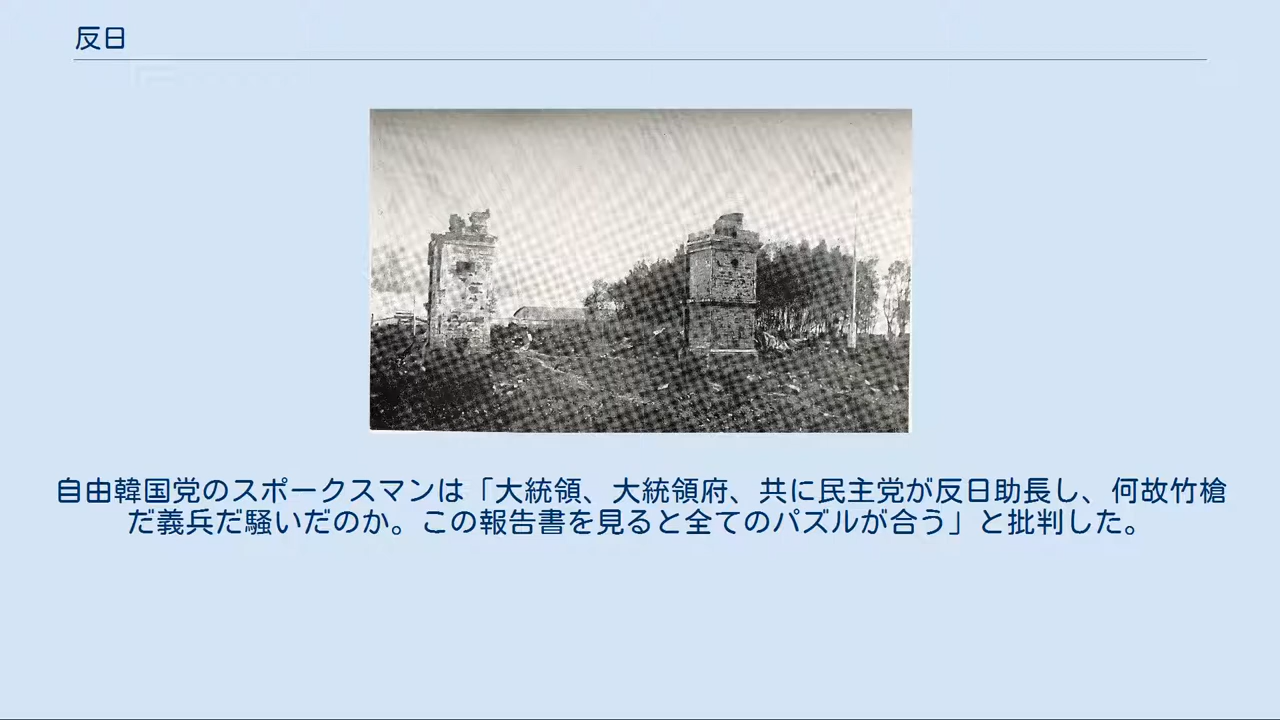 反日
自由韓国党のスポークスマンは「大統領、大統領府、共に民主党が反日助長し、何故竹槍
だ義兵だ騒いだのか。この報告書を見ると全てのパズルが合う」と批判した。